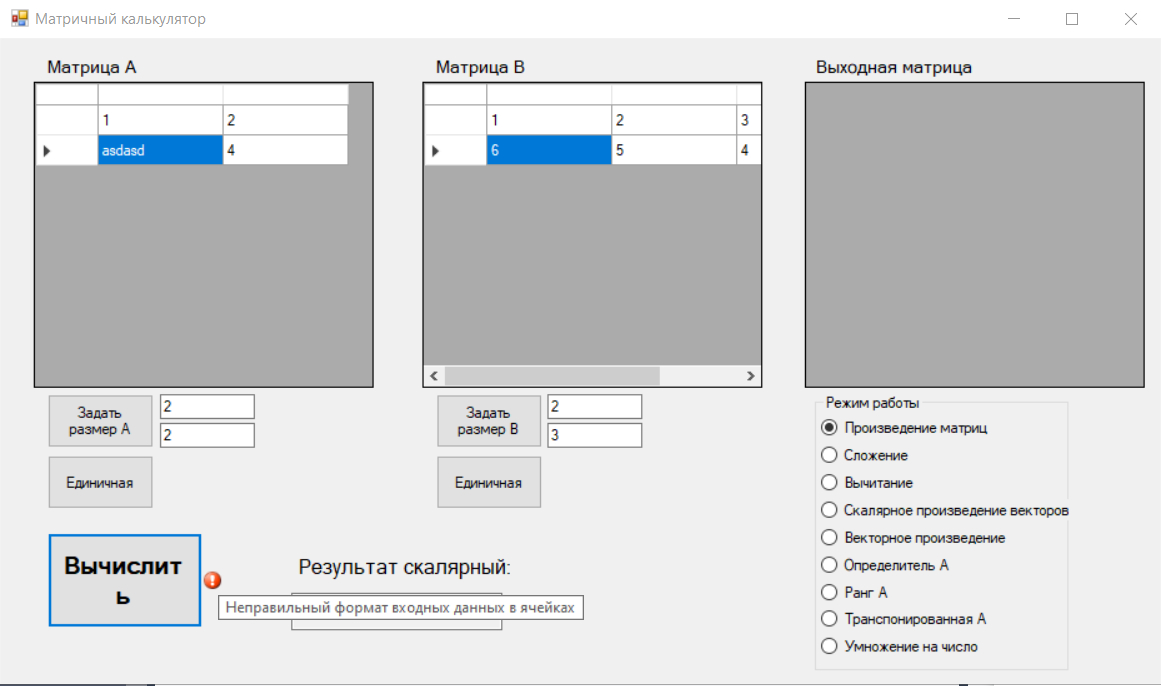 Матричный калькулятор
Матрица A
Матрица B
Выходная матрица
1 2
asdasd 4
1 2 3
6 5 4
Задать
размер A
2
2
Задать
размер B
2
3
Единичная
Единичная
Вычислит
ь
Результат скалярный:
Неправильный формат входных данных в ячейках
Режим работы
Произведение матриц
Сложение
Вычитание
Скалярное произведение векторов
Векторное произведение
Определитель A
Ранг A
Транспонированная A
Умножение на число